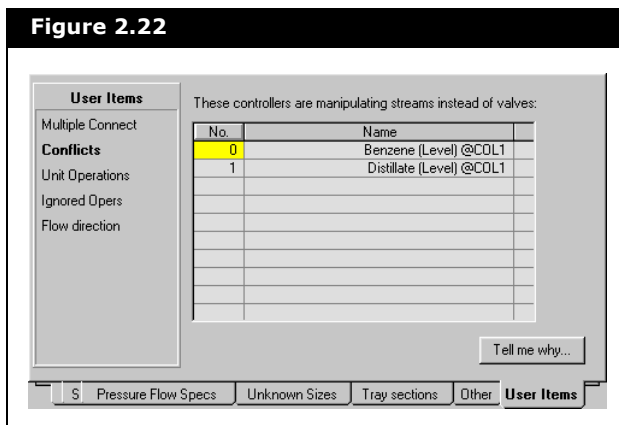 Figure 2.22
User Items
Multiple Connect
Conflicts
Unit Operations
Ignored Opers
Flow direction
These controllers are manipulating streams instead of valves:
No. Name
0 Benzene (Level) @COL1
1 Distillate (Level) @COL1
Tell me why...
S Pressure Flow Specs Unknown Sizes Tray sections Other User Items